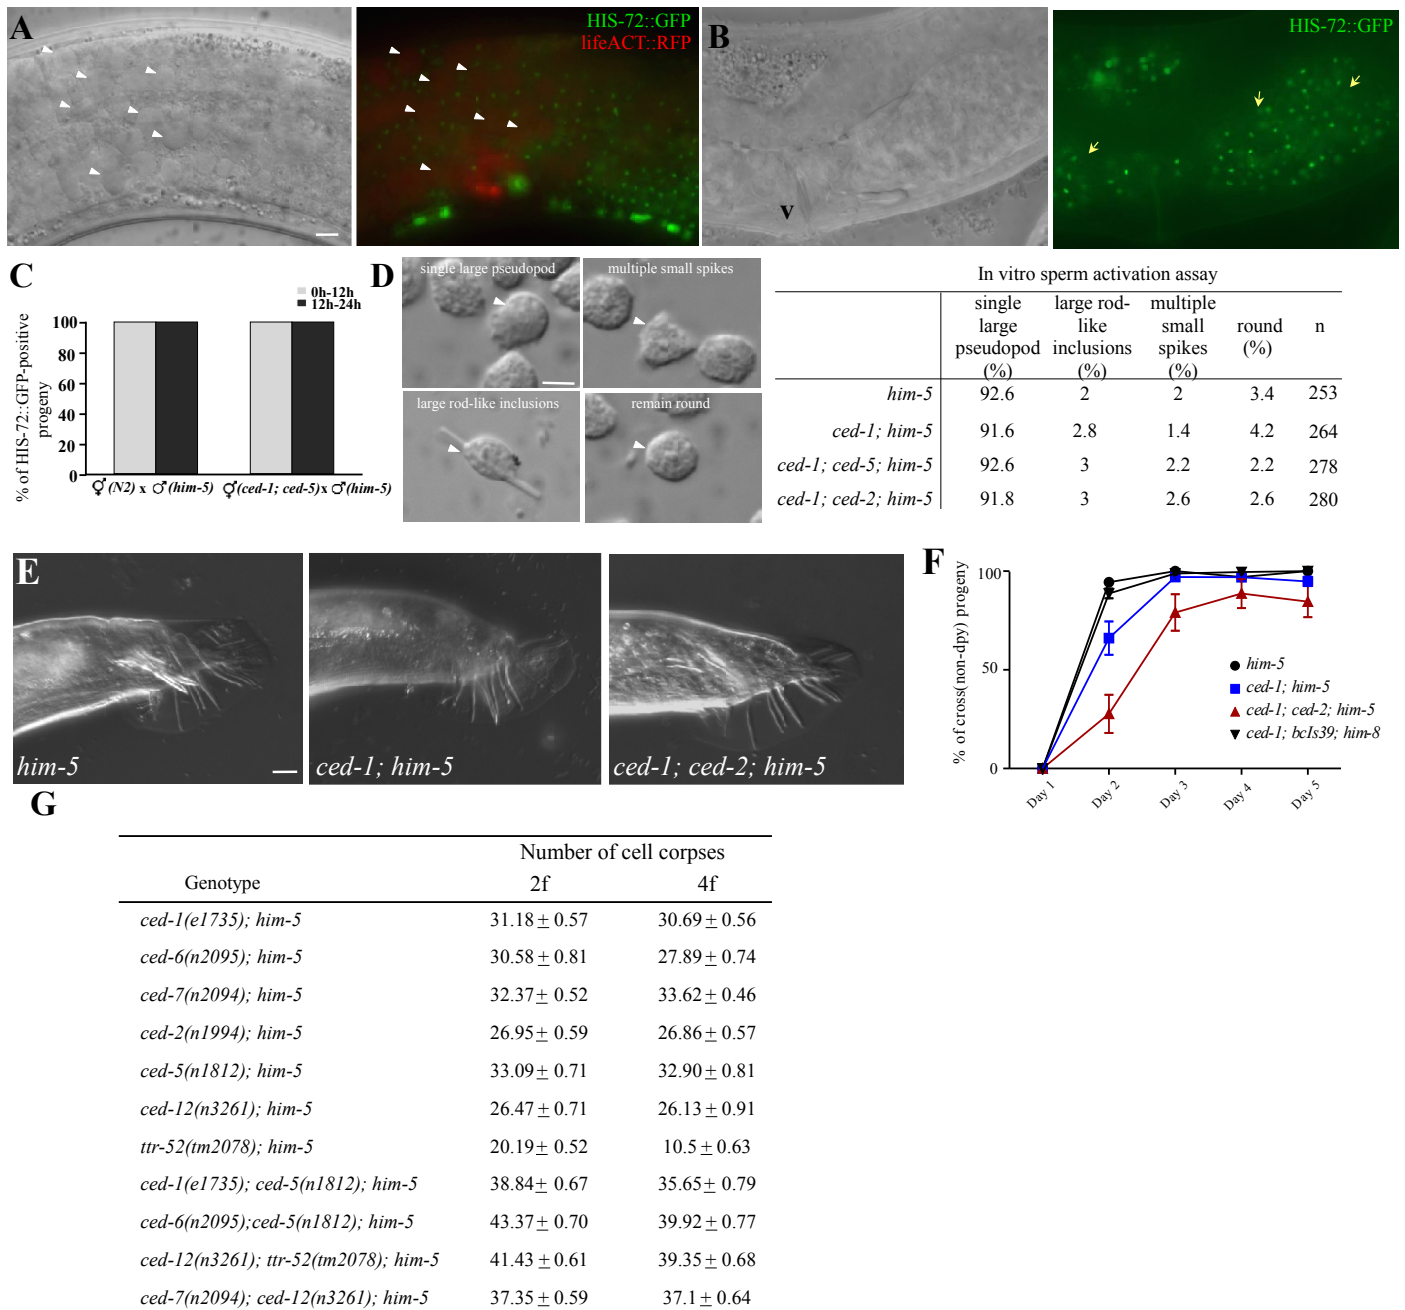 A
HIS-72::GFP
lifeACT::RFP
B
v
HIS-72::GFP
C
0h-12h
12h-24h
% of HIS-72::GFP-positive
progeny
100
80
60
40
20
0
⚥(N2) x ♂(him-5)
⚥(ced-1; ced-5)x ♂(him-5)
D
single large pseudopod
multiple small spikes
large rod-like inclusions
remain round
In vitro sperm activation assay
single large pseudopod (%)
large rod-like inclusions (%)
multiple small spikes (%)
round (%)
n
him-5 92.6 2 2 3.4 253
ced-1; him-5 91.6 2.8 1.4 4.2 264
ced-1; ced-5; him-5 92.6 3 2.2 2.2 278
ced-1; ced-2; him-5 91.8 3 2.6 2.6 280
E
him-5
ced-1; him-5
ced-1; ced-2; him-5
F
% of cross(non-dpy) progeny
100
50
0
Day 1
Day 2
Day 3
Day 4
Day 5
him-5
ced-1; him-5
ced-1; ced-2; him-5
ced-1; bcIs39; him-8
G
Number of cell corpses
Genotype 2f 4f
ced-1(e1735); him-5 31.18 ± 0.57 30.69 ± 0.56
ced-6(n2095); him-5 30.58 ± 0.81 27.89 ± 0.74
ced-7(n2094); him-5 32.37 ± 0.52 33.62 ± 0.46
ced-2(n1994); him-5 26.95 ± 0.59 26.86 ± 0.57
ced-5(n1812); him-5 33.09 ± 0.71 32.90 ± 0.81
ced-12(n3261); him-5 26.47 ± 0.71 26.13 ± 0.91
ttr-52(tm2078); him-5 20.19 ± 0.52 10.5 ± 0.63
ced-1(e1735); ced-5(n1812); him-5 38.84 ± 0.67 35.65 ± 0.79
ced-6(n2095);ced-5(n1812); him-5 43.37 ± 0.70 39.92 ± 0.77
ced-12(n3261); ttr-52(tm2078); him-5 41.43 ± 0.61 39.35 ± 0.68
ced-7(n2094); ced-12(n3261); him-5 37.35 ± 0.59 37.1 ± 0.64